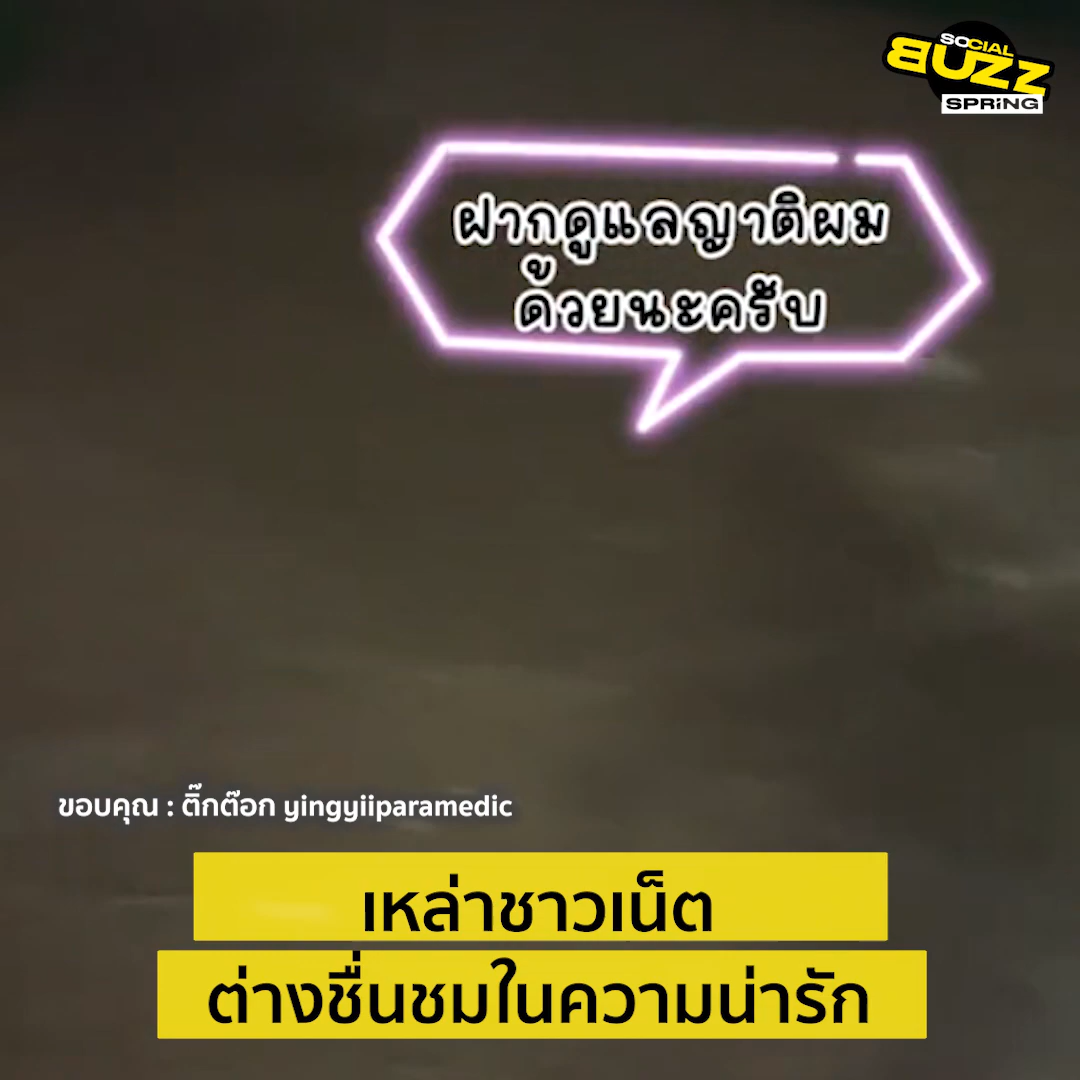 SOCIAL
BUZZ
SPRiNG
ฝากดูแลญาติผม
ด้วยนะครับ
ขอบคุณ : ติ๊กต๊อก yingyiiparamedic
เหล่าชาวเน็ต
ต่างชื่นชมในความน่ารัก